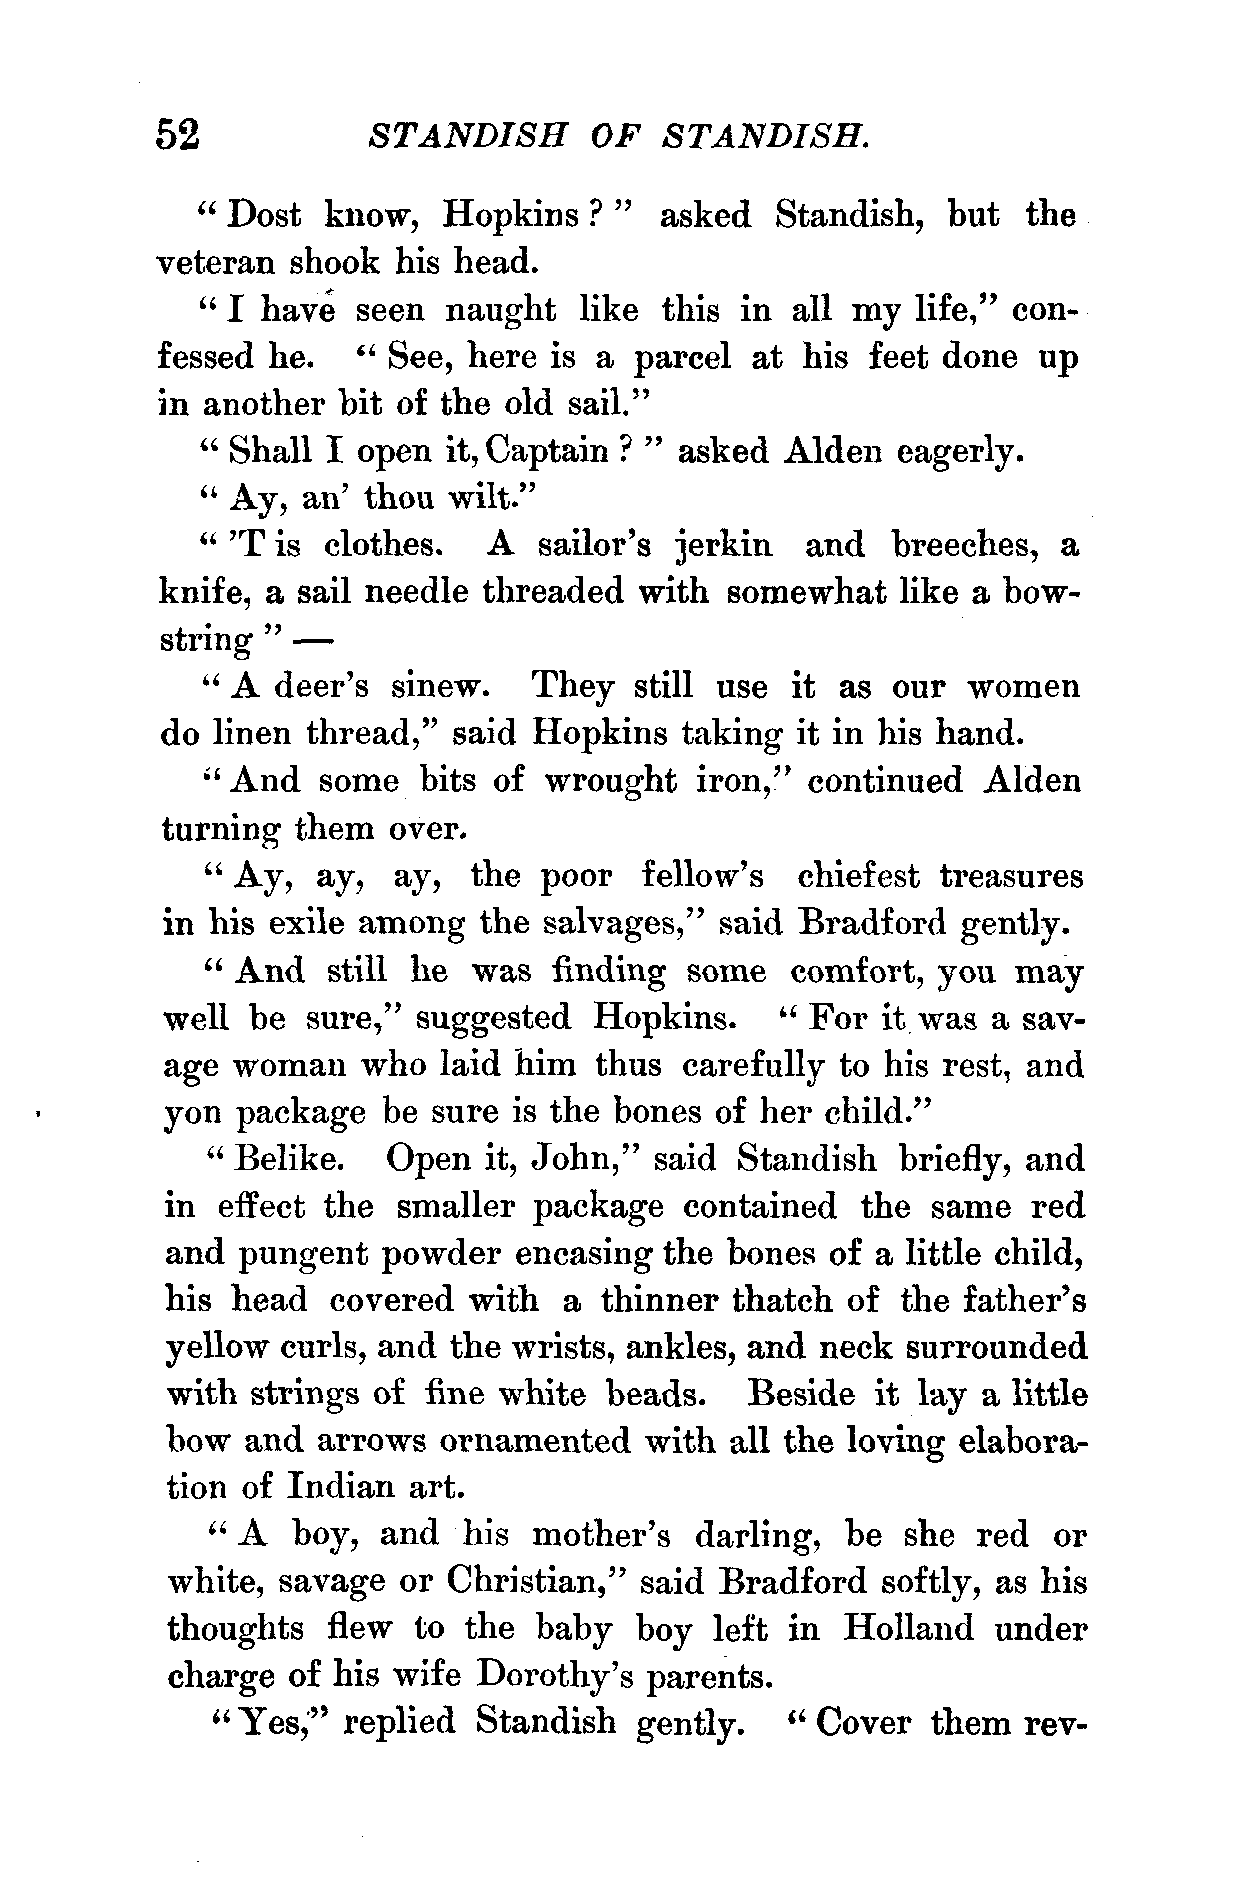 52 STANDISH OF STANDISH.
" Dost know, Hopkins ? " asked Standish, but the
veteran shook his head.
" I have seen naught like this in all my life," con-
fessed he. " See, here is a parcel at his feet done up
in another bit of the old sail."
" Shall I open it, Captain ? " asked Alden eagerly.
" Ay, an' thou wilt."
" 'T is clothes. A sailor's jerkin and breeches, a
knife, a sail needle threaded with somewhat like a bow-
string " —
" A deer's sinew. They still use it as our women
do linen thread," said Hopkins taking it in his hand.
" And some bits of wrought iron," continued Alden
turning them over.
" Ay, ay, ay, the poor fellow's chiefest treasures
in his exile among the salvages," said Bradford gently.
" And still he was finding some comfort, you may
well be sure," suggested Hopkins. " For it was a sav-
age woman who laid him thus carefully to his rest, and
yon package be sure is the bones of her child."
" Belike. Open it, John," said Standish briefly, and
in effect the smaller package contained the same red
and pungent powder encasing the bones of a little child,
his head covered with a thinner thatch of the father's
yellow curls, and the wrists, ankles, and neck surrounded
with strings of fine white beads. Beside it lay a little
bow and arrows ornamented with all the loving elabora-
tion of Indian art.
" A boy, and his mother's darling, be she red or
white, savage or Christian," said Bradford softly, as his
thoughts flew to the baby boy left in Holland under
charge of his wife Dorothy's parents.
" Yes," replied Standish gently. " Cover them rev-